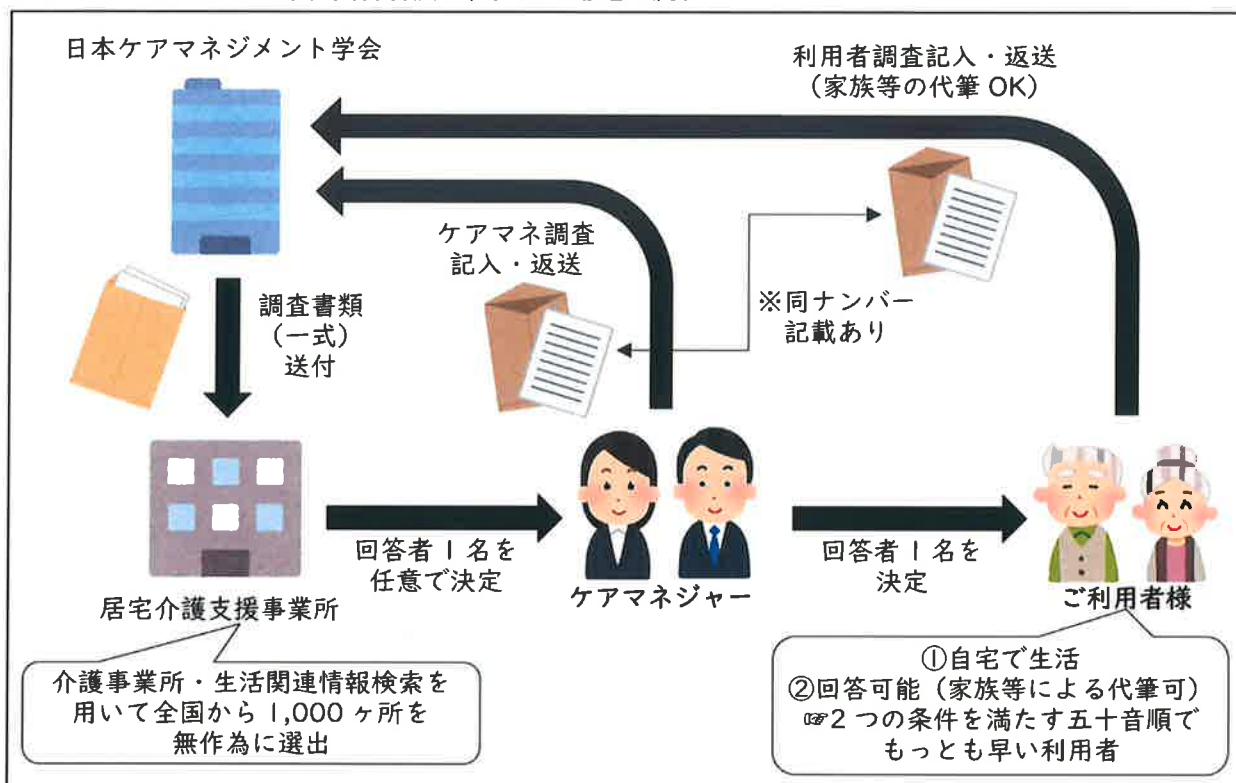 日本ケアマネジメント学会
利用者調査記入・返送
（家族等の代筆 OK）
ケアマネ調査
記入・返送
※同ナンバー
記載あり
調査書類
（一式）
送付
回答者1名を
任意で決定
回答者1名を
決定
居宅介護支援事業所
ケアマネジャー
ご利用者様
介護事業所・生活関連情報検索を
用いて全国から 1,000 ヶ所を
無作為に選出
①自宅で生活
②回答可能（家族等による代筆可）
☞2 つの条件を満たす五十音順で
もっとも早い利用者